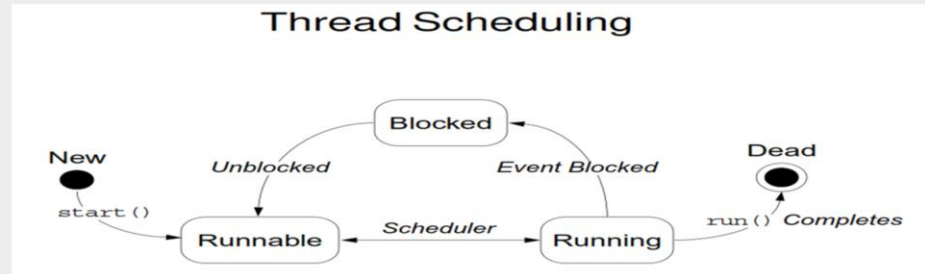 Thread Scheduling
Blocked
New
Dead
Unblocked
Event Blocked
start()
run() Completes
Scheduler
Runnable
Running